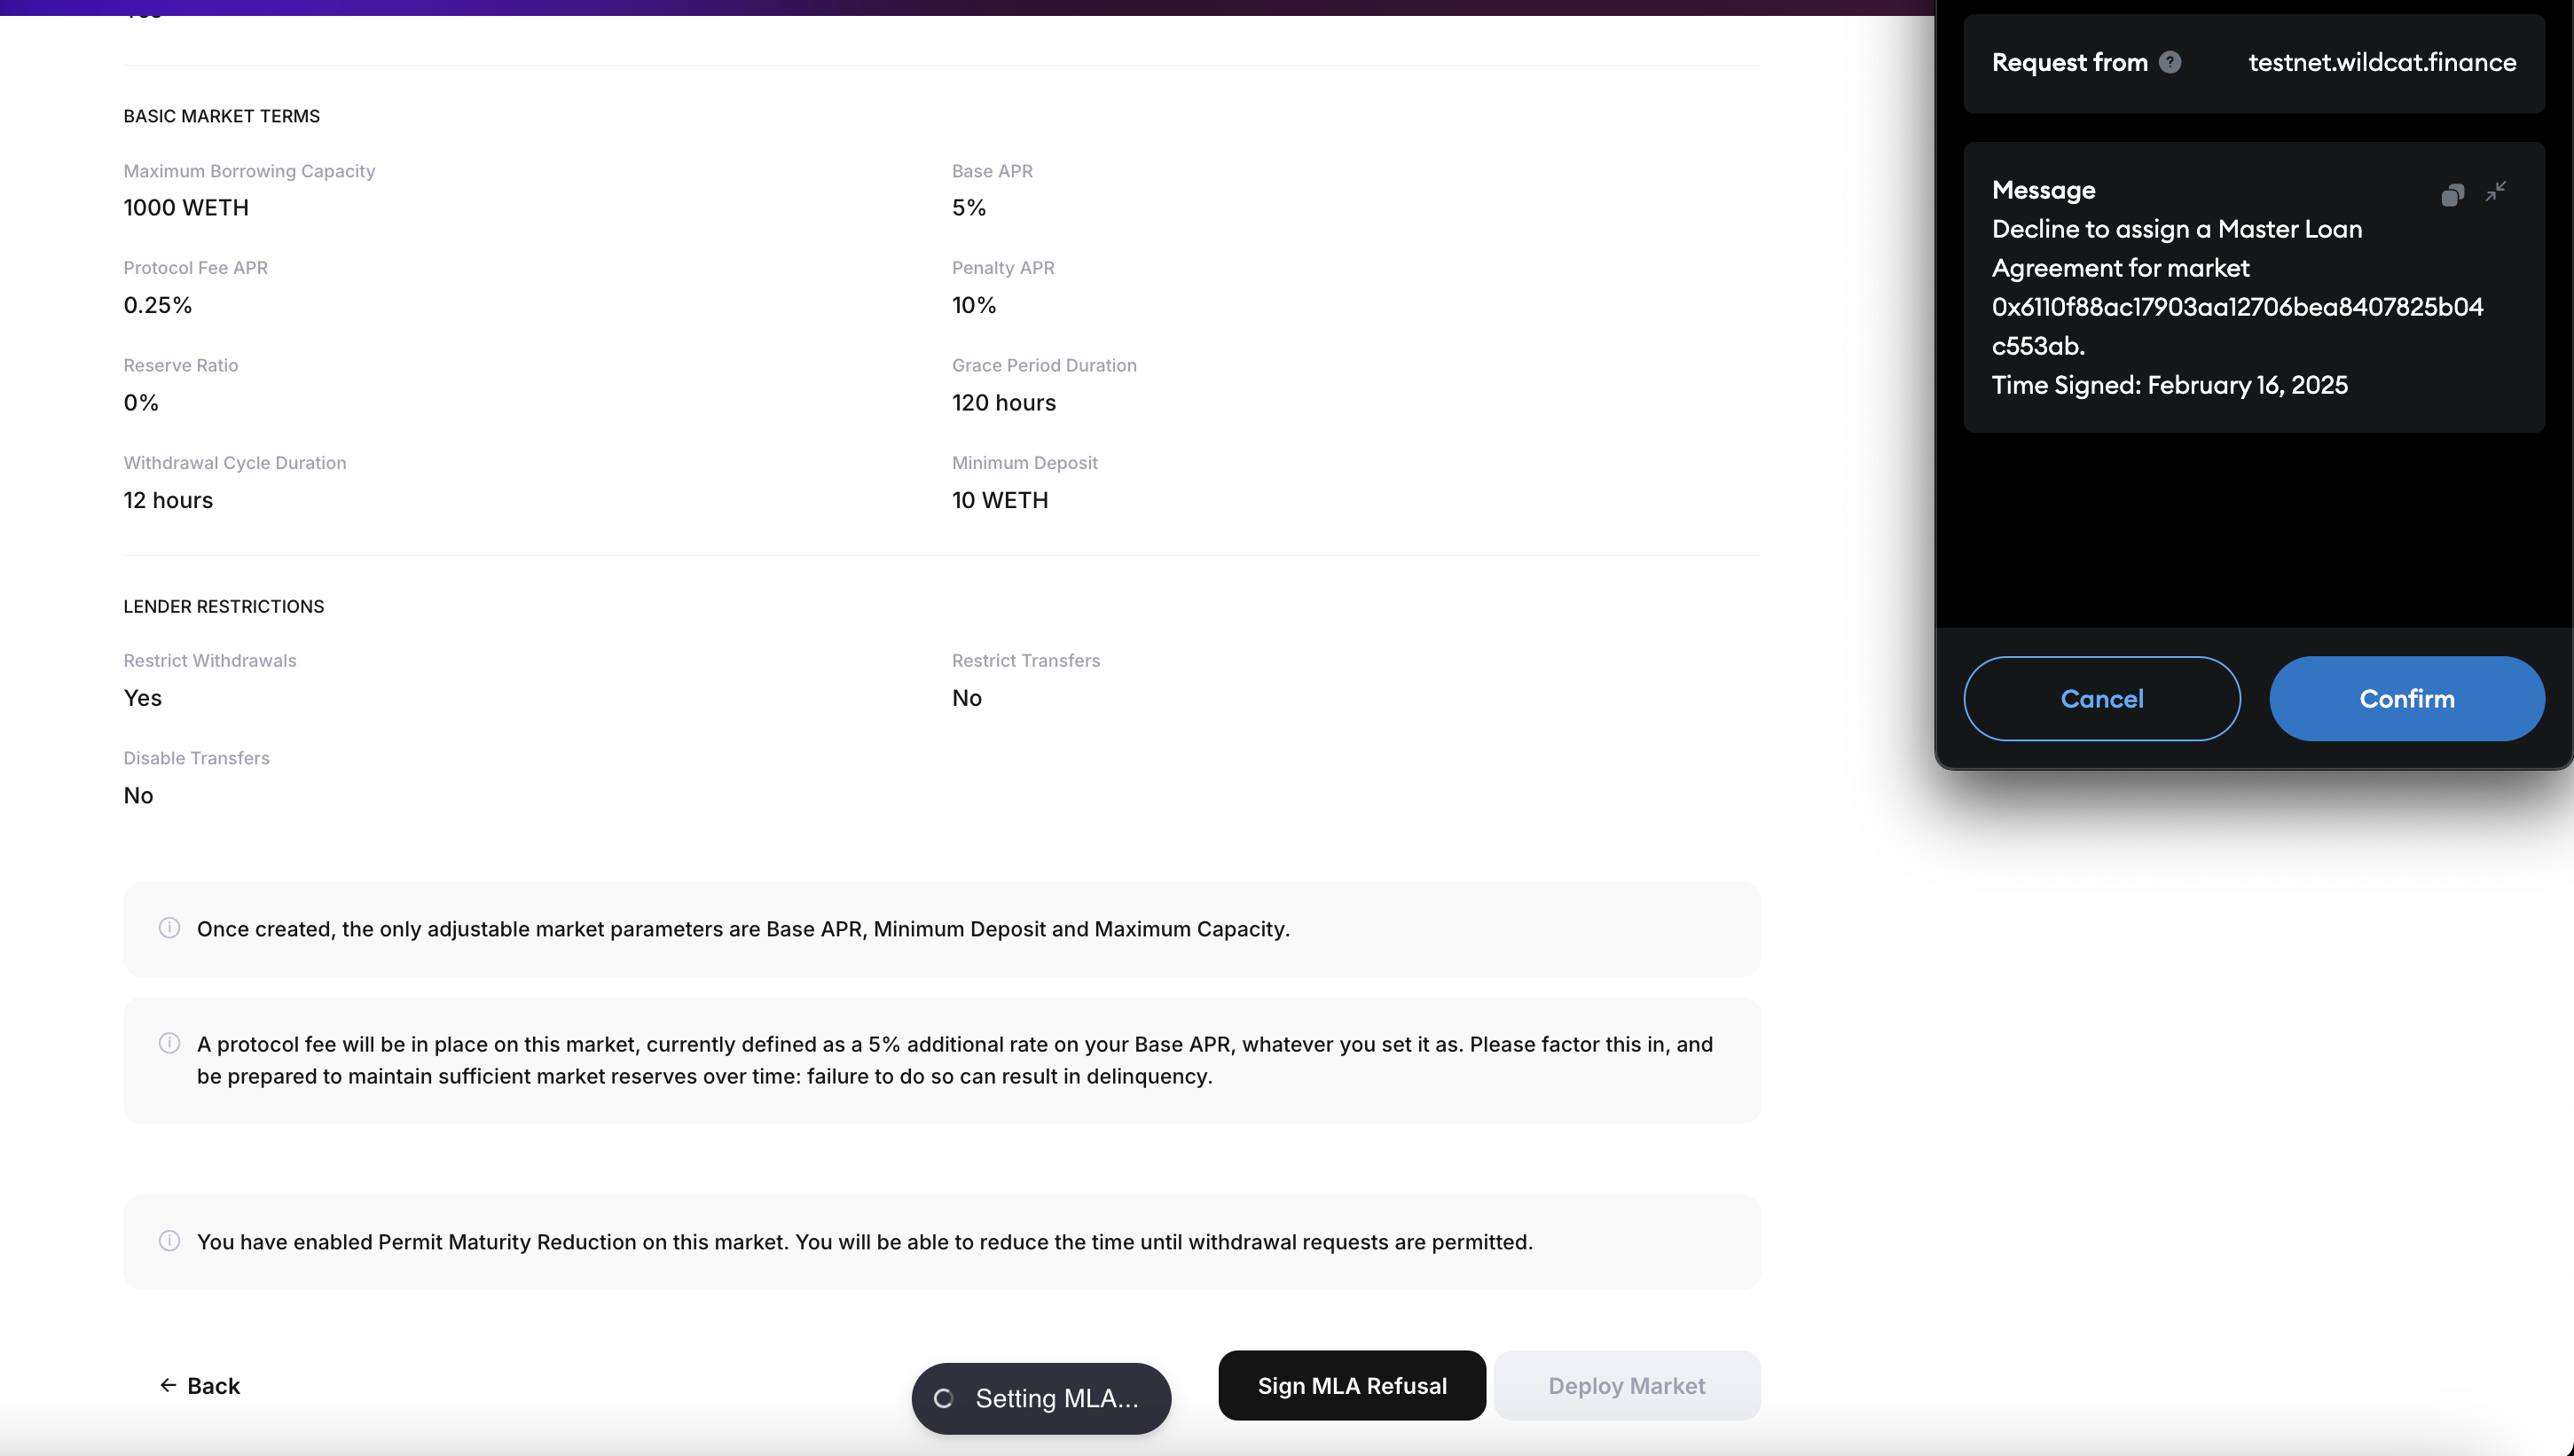 BASIC MARKET TERMS
Maximum Borrowing Capacity
1000 WETH
Base APR
5%
Protocol Fee APR
0.25%
Penalty APR
10%
Reserve Ratio
0%
Grace Period Duration
120 hours
Withdrawal Cycle Duration
12 hours
Minimum Deposit
10 WETH
LENDER RESTRICTIONS
Restrict Withdrawals
Yes
Restrict Transfers
No
Disable Transfers
No
Once created, the only adjustable market parameters are Base APR, Minimum Deposit and Maximum Capacity.
A protocol fee will be in place on this market, currently defined as a 5% additional rate on your Base APR, whatever you set it as. Please factor this in, and
be prepared to maintain sufficient market reserves over time: failure to do so can result in delinquency.
You have enabled Permit Maturity Reduction on this market. You will be able to reduce the time until withdrawal requests are permitted.
← Back
Setting MLA...
Sign MLA Refusal
Deploy Market
Request from ?
testnet.wildcat.finance
Message
Decline to assign a Master Loan
Agreement for market
0x6110f88ac17903aa12706bea8407825b04
c553ab.
Time Signed: February 16, 2025
Cancel
Confirm